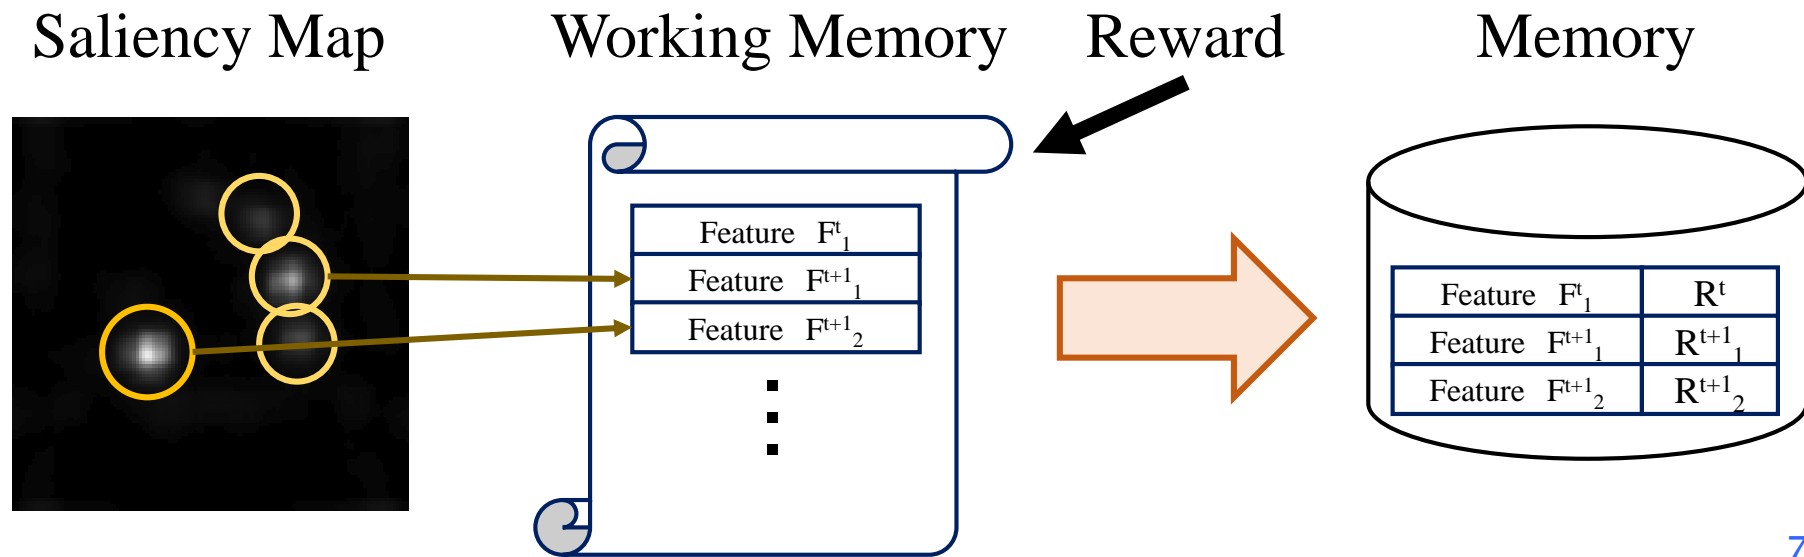 Saliency Map
Working Memory
Reward
Memory
Feature F^t_1
Feature F^{t+1}_1
Feature F^{t+1}_2
Feature F^t_1 R^t
Feature F^{t+1}_1 R^{t+1}_1
Feature F^{t+1}_2 R^{t+1}_2
7